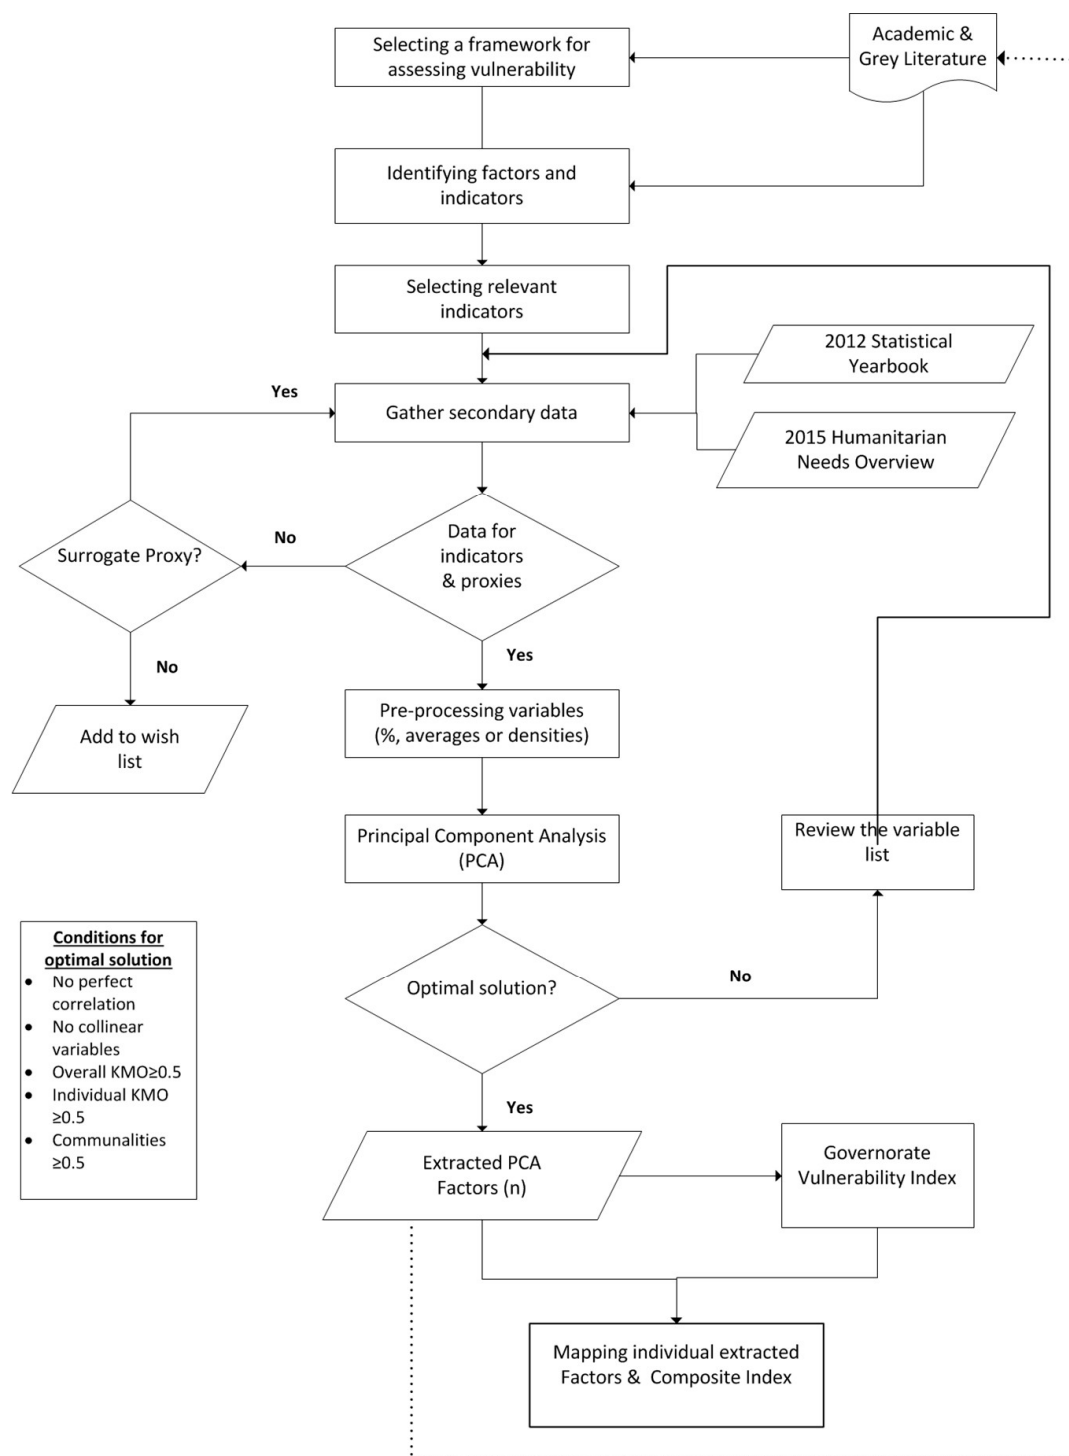 Selecting a framework for
assessing vulnerability
Academic &
Grey Literature
Identifying factors and
indicators
Selecting relevant
indicators
2012 Statistical
Yearbook
Yes
Gather secondary data
2015 Humanitarian
Needs Overview
Surrogate Proxy?
No
Data for
indicators
& proxies
No
Yes
Add to wish
list
Pre-processing variables
(%, averages or densities)
Principal Component Analysis
(PCA)
Review the variable
list
Conditions for
optimal solution
• No perfect
correlation
• No collinear
variables
• Overall KMO≥0.5
• Individual KMO
≥0.5
• Communalities
≥0.5
Optimal solution?
No
Yes
Extracted PCA
Factors (n)
Governorate
Vulnerability Index
Mapping individual extracted
Factors & Composite Index